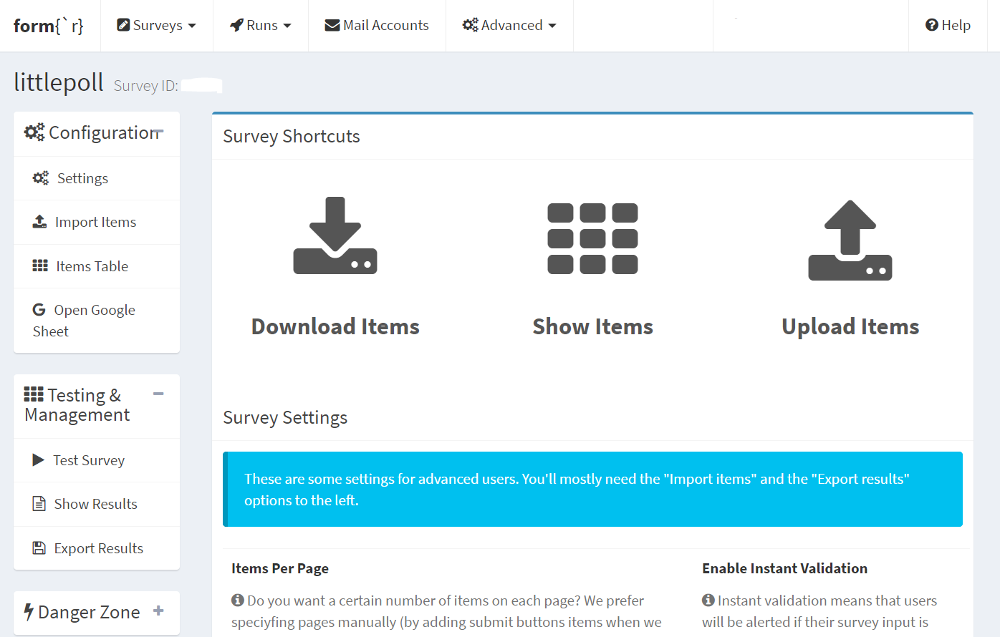 form{`r}
Surveys
Runs
Mail Accounts
Advanced
Help
littlepoll Survey ID:
Configuration
Settings
Import Items
Items Table
Open Google
Sheet
Testing &
Management
Test Survey
Show Results
Export Results
Danger Zone
Survey Shortcuts
Download Items
Show Items
Upload Items
Survey Settings
These are some settings for advanced users. You'll mostly need the "Import items" and the "Export results"
options to the left.
Items Per Page
Do you want a certain number of items on each page? We prefer
speciyfing pages manually (by adding submit buttons items when we
Enable Instant Validation
Instant validation means that users
will be alerted if their survey input is